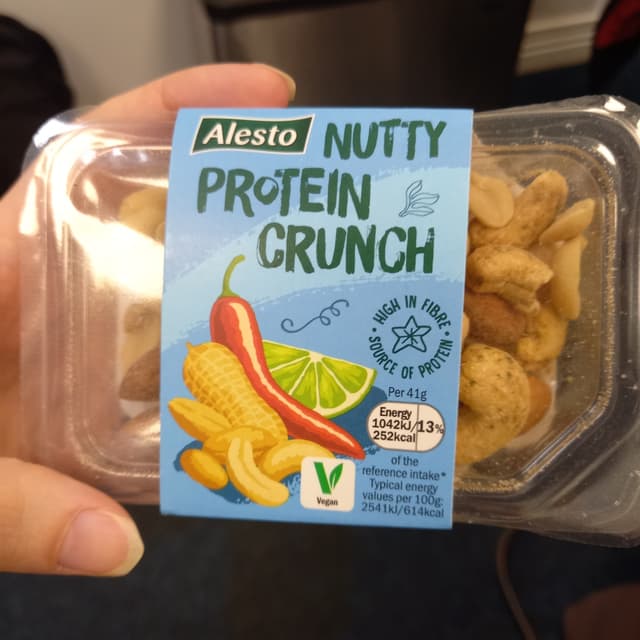 Alesto
NUTTY
PROTEIN
CRUNCH
HIGH IN FIBRE
SOURCE OF PROTEIN
Per 41g
Energy
1042kJ/
252kcal
13%
of the
reference intake*
Typical energy
values per 100g:
2541kJ/614kcal
Vegan